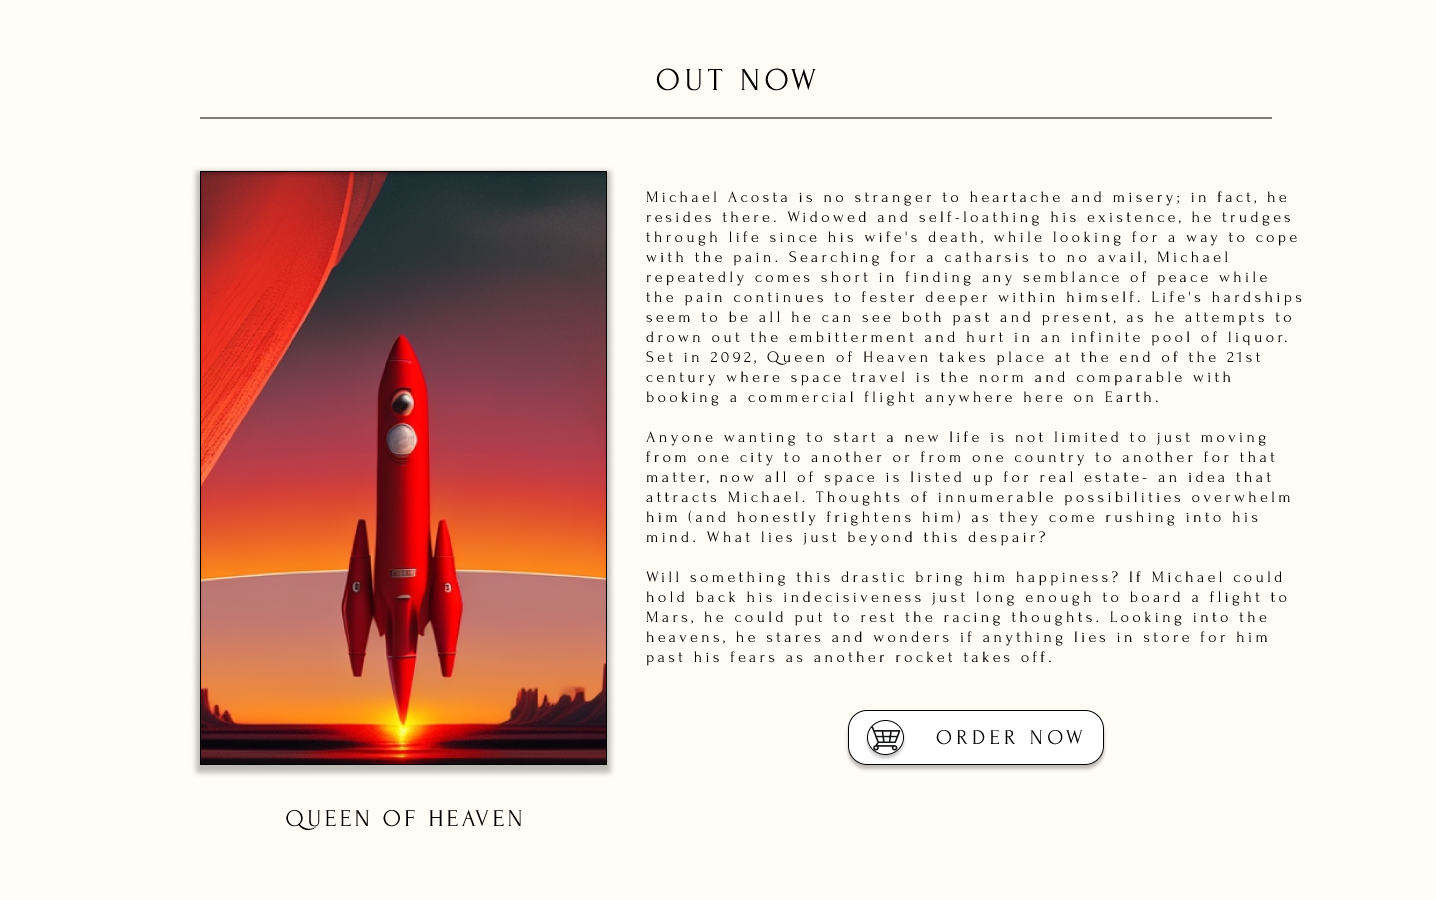 OUT NOW
Michael Acosta is no stranger to heartache and misery; in fact, he
resides there. Widowed and self-loathing his existence, he trudges
through life since his wife's death, while looking for a way to cope
with the pain. Searching for a catharsis to no avail, Michael
repeatedly comes short in finding any semblance of peace while
the pain continues to fester deeper within himself. Life's hardships
seem to be all he can see both past and present, as he attempts to
drown out the embitterment and hurt in an infinite pool of liquor.
Set in 2092, Queen of Heaven takes place at the end of the 21st
century where space travel is the norm and comparable with
booking a commercial flight anywhere here on Earth.
Anyone wanting to start a new life is not limited to just moving
from one city to another or from one country to another for that
matter, now all of space is listed up for real estate- an idea that
attracts Michael. Thoughts of innumerable possibilities overwhelm
him (and honestly frightens him) as they come rushing into his
mind. What lies just beyond this despair?
Will something this drastic bring him happiness? If Michael could
hold back his indecisiveness just long enough to board a flight to
Mars, he could put to rest the racing thoughts. Looking into the
heavens, he stares and wonders if anything lies in store for him
past his fears as another rocket takes off.
ORDER NOW
QUEEN OF HEAVEN